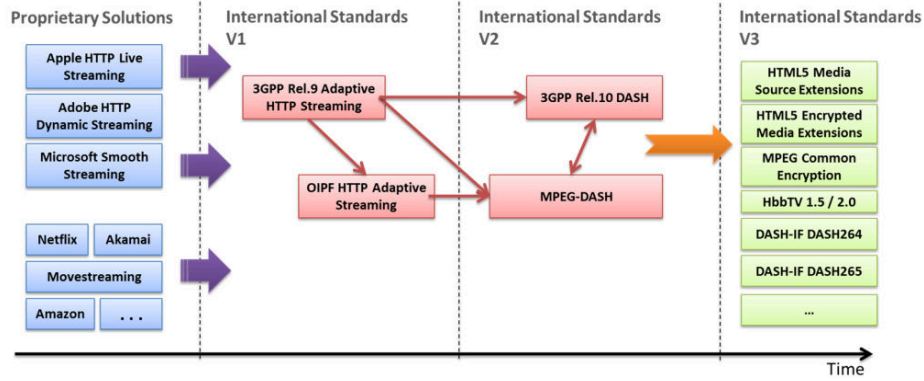 Proprietary Solutions
Apple HTTP Live
Streaming
Adobe HTTP
Dynamic Streaming
Microsoft Smooth
Streaming
Netflix
Akamai
Movestreaming
Amazon
. . .
International Standards
V1
3GPP Rel.9 Adaptive
HTTP Streaming
OIPF HTTP Adaptive
Streaming
International Standards
V2
3GPP Rel.10 DASH
MPEG-DASH
International Standards
V3
HTML5 Media
Source Extensions
HTML5 Encrypted
Media Extensions
MPEG Common
Encryption
HbbTV 1.5 / 2.0
DASH-IF DASH264
DASH-IF DASH265
...
Time